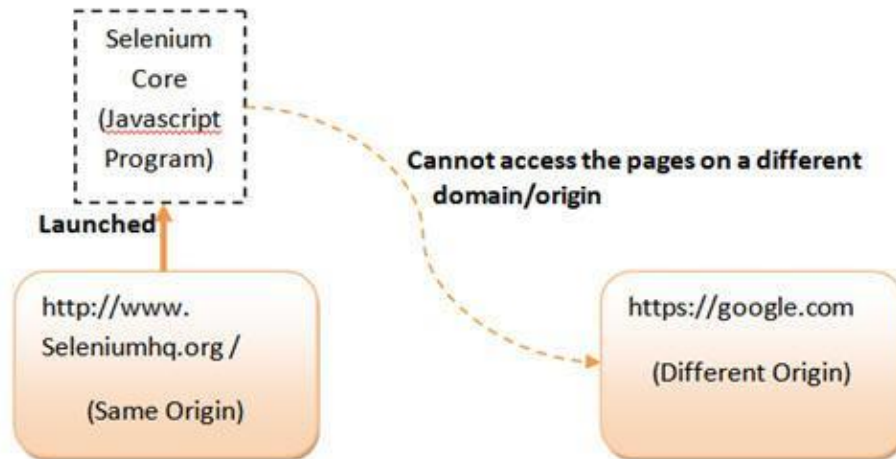 Selenium
Core
(Javascript
Program)
Cannot access the pages on a different
domain/origin
Launched
http://www.
Seleniumhq.org /
(Same Origin)
https://google.com
(Different Origin)